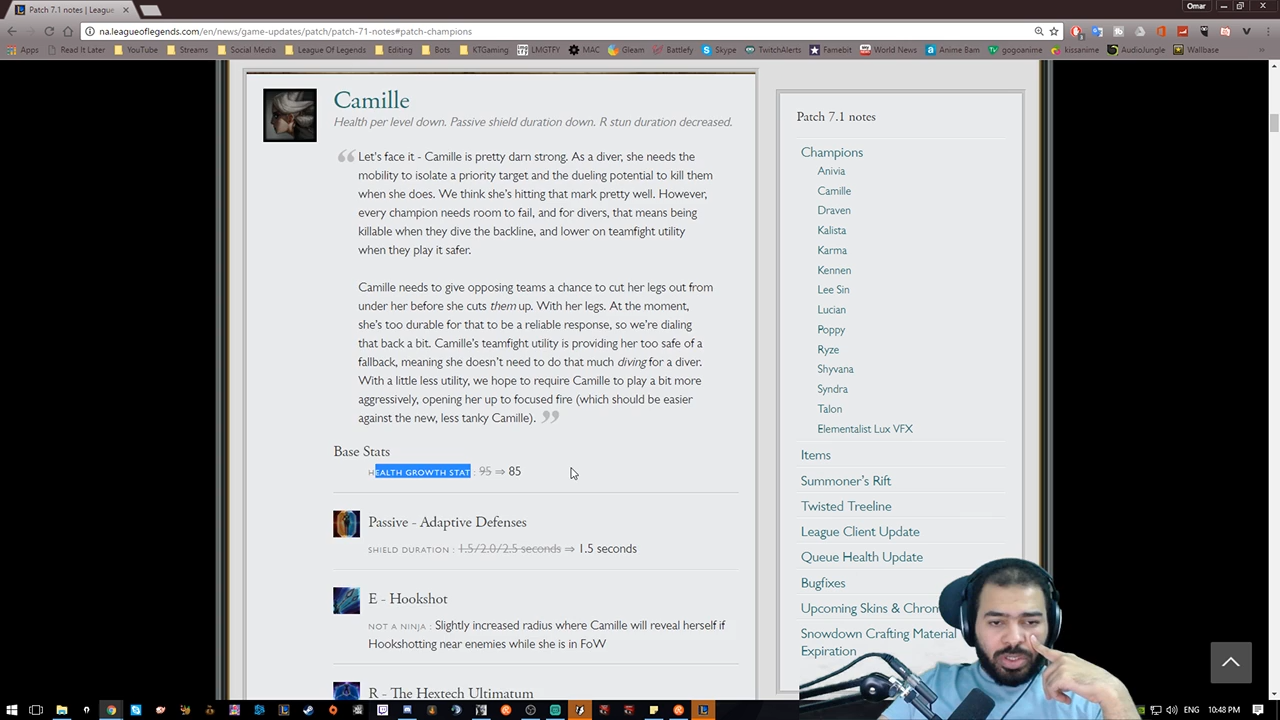 Patch 7.1 notes | League
Omar
na.leagueoflegends.com/en/news/game-updates/patch/patch-71-notes#patch-champions
Apps Read It Later YouTube Streams Social Media League Of Legends Editing Bots KTGaming LMGTFY MAC Gleam Battlefy Skype TwitchAlerts Famebit World News Anime Bam gogoanime kissanime AudioJungle Wallbase
Camille
Health per level down. Passive shield duration down. R stun duration decreased.
Let's face it - Camille is pretty darn strong. As a diver, she needs the
mobility to isolate a priority target and the dueling potential to kill them
when she does. We think she's hitting that mark pretty well. However,
every champion needs room to fail, and for divers, that means being
killable when they dive the backline, and lower on teamfight utility
when they play it safer.
Camille needs to give opposing teams a chance to cut her legs out from
under her before she cuts them up. With her legs. At the moment,
she's too durable for that to be a reliable response, so we're dialing
that back a bit. Camille's teamfight utility is providing her too safe of a
fallback, meaning she doesn't need to do that much diving for a diver.
With a little less utility, we hope to require Camille to play a bit more
aggressively, opening her up to focused fire (which should be easier
against the new, less tanky Camille).
Base Stats
HEALTH GROWTH STAT : 95 ⇒ 85
Passive - Adaptive Defenses
SHIELD DURATION : 1.5/2.0/2.5 seconds ⇒ 1.5 seconds
E - Hookshot
NOT A NINJA : Slightly increased radius where Camille will reveal herself if
Hookshotting near enemies while she is in FoW
R - The Hextech Ultimatum
Patch 7.1 notes
Champions
Anivia
Camille
Draven
Kalista
Karma
Kennen
Lee Sin
Lucian
Poppy
Ryze
Shyvana
Syndra
Talon
Elementalist Lux VFX
Items
Summoner's Rift
Twisted Treeline
League Client Update
Queue Health Update
Bugfixes
Upcoming Skins & Chrom
Snowdown Crafting Material
Expiration
ENG 10:48 PM